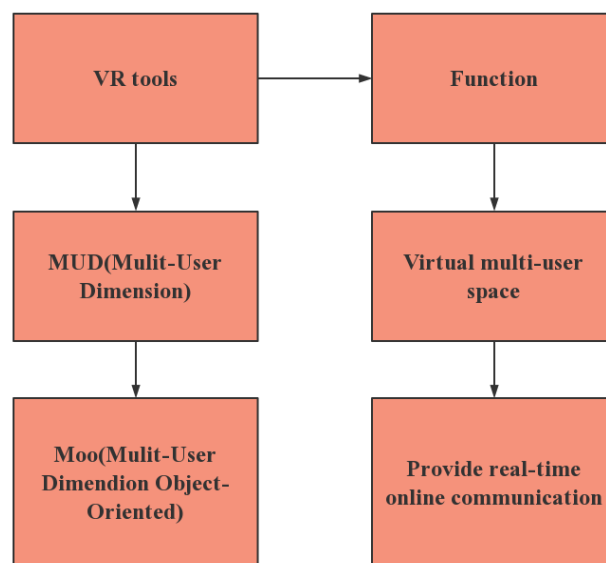 VR tools
Function
MUD(Mulit-User
Dimension)
Virtual multi-user
space
Moo(Mulit-User
Dimendion Object-
Oriented)
Provide real-time
online communication